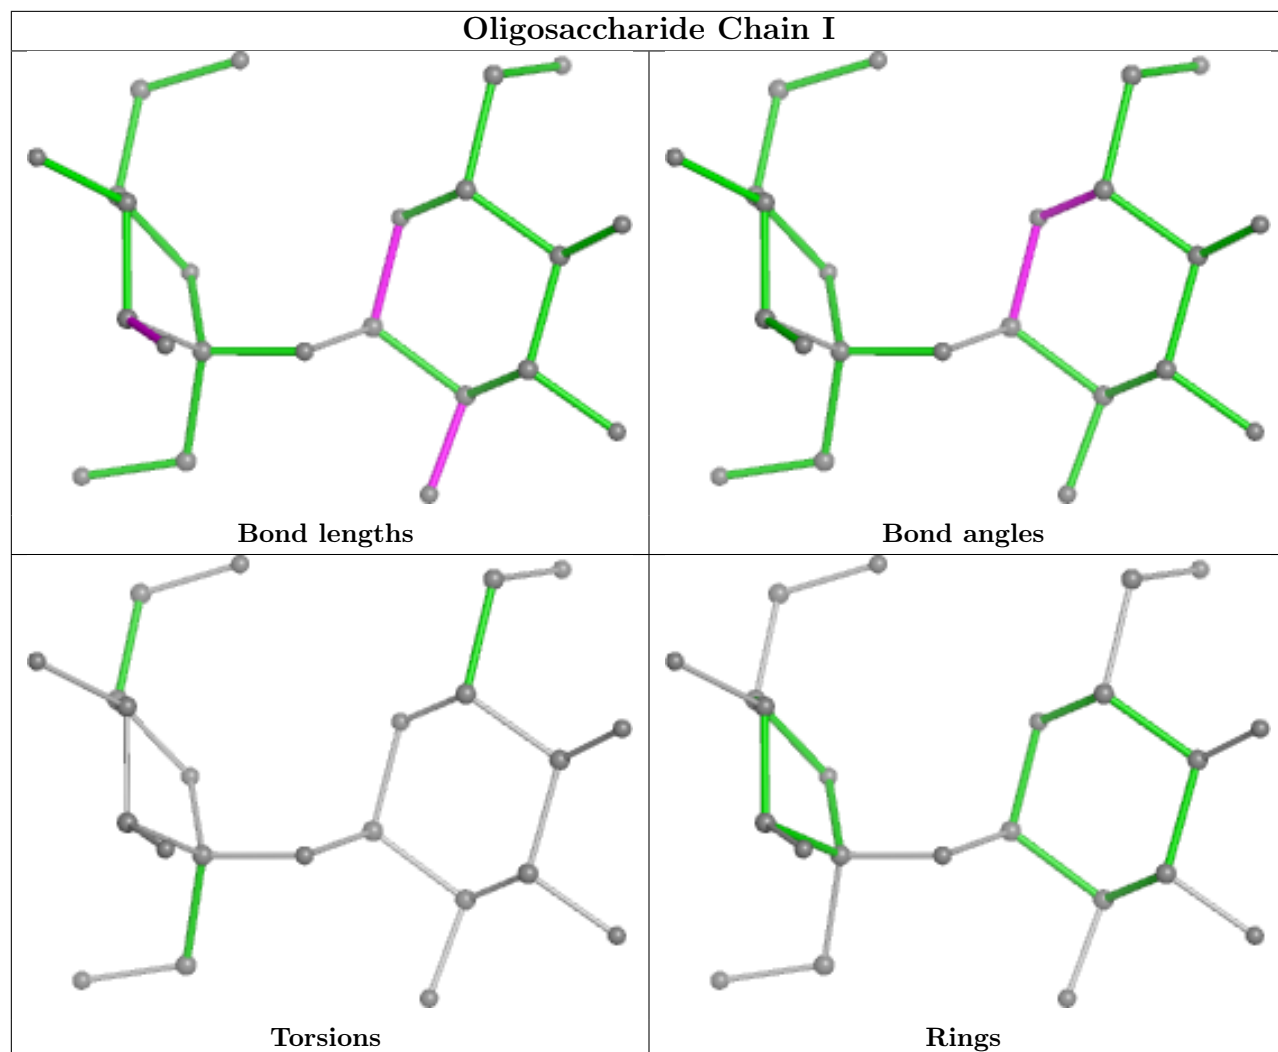 Oligosaccharide Chain I
Bond lengths
Bond angles
Torsions
Rings